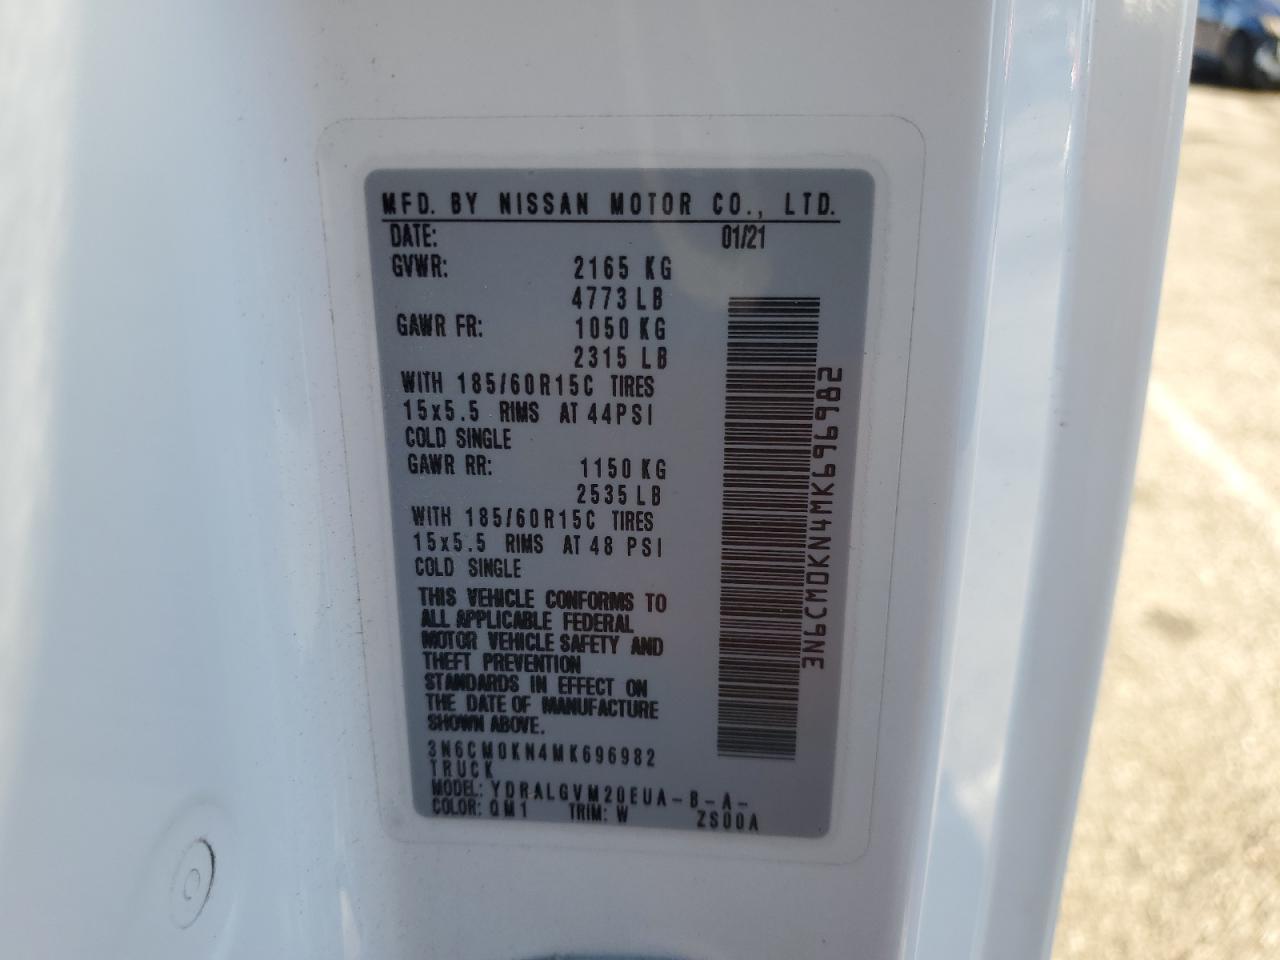 MFD. BY NISSAN MOTOR CO., LTD.
DATE: 01/21
GVWR: 2165 KG
4773 LB
GAWR FR: 1050 KG
2315 LB
WITH 185/60R15C TIRES
15x5.5 RIMS AT 44PSI
COLD SINGLE
GAWR RR: 1150 KG
2535 LB
WITH 185/60R15C TIRES
15x5.5 RIMS AT 48 PSI
COLD SINGLE
THIS VEHICLE CONFORMS TO
ALL APPLICABLE FEDERAL
MOTOR VEHICLE SAFETY AND
THEFT PREVENTION
STANDARDS IN EFFECT ON
THE DATE OF MANUFACTURE
SHOWN ABOVE.
3N6CM0KN4MK696982
TRUCK
MODEL: YDRALGVM20EUA-B-A-
COLOR: QM1 TRIM: W ZS00A
3N6CM0KN4MK696982